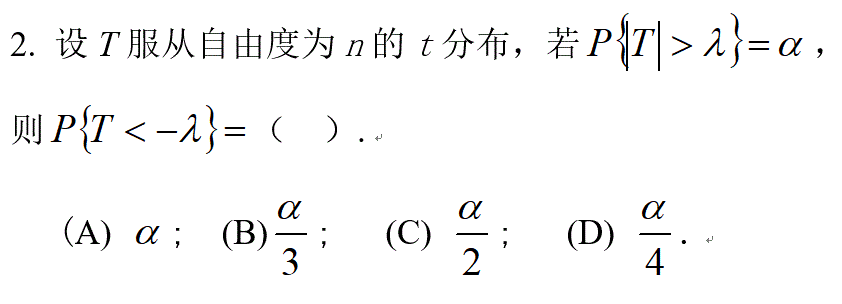 2. 设 T 服从自由度为 n 的 t 分布，若 P{|T| > λ} = α，
则 P{T < −λ} =（　）.
(A) α； (B) α/3； (C) α/2； (D) α/4.